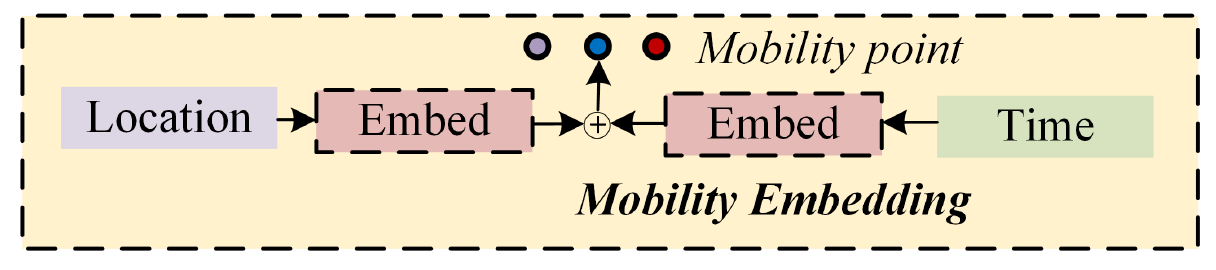 Mobility point
Location
Embed
+
Embed
Time
Mobility Embedding